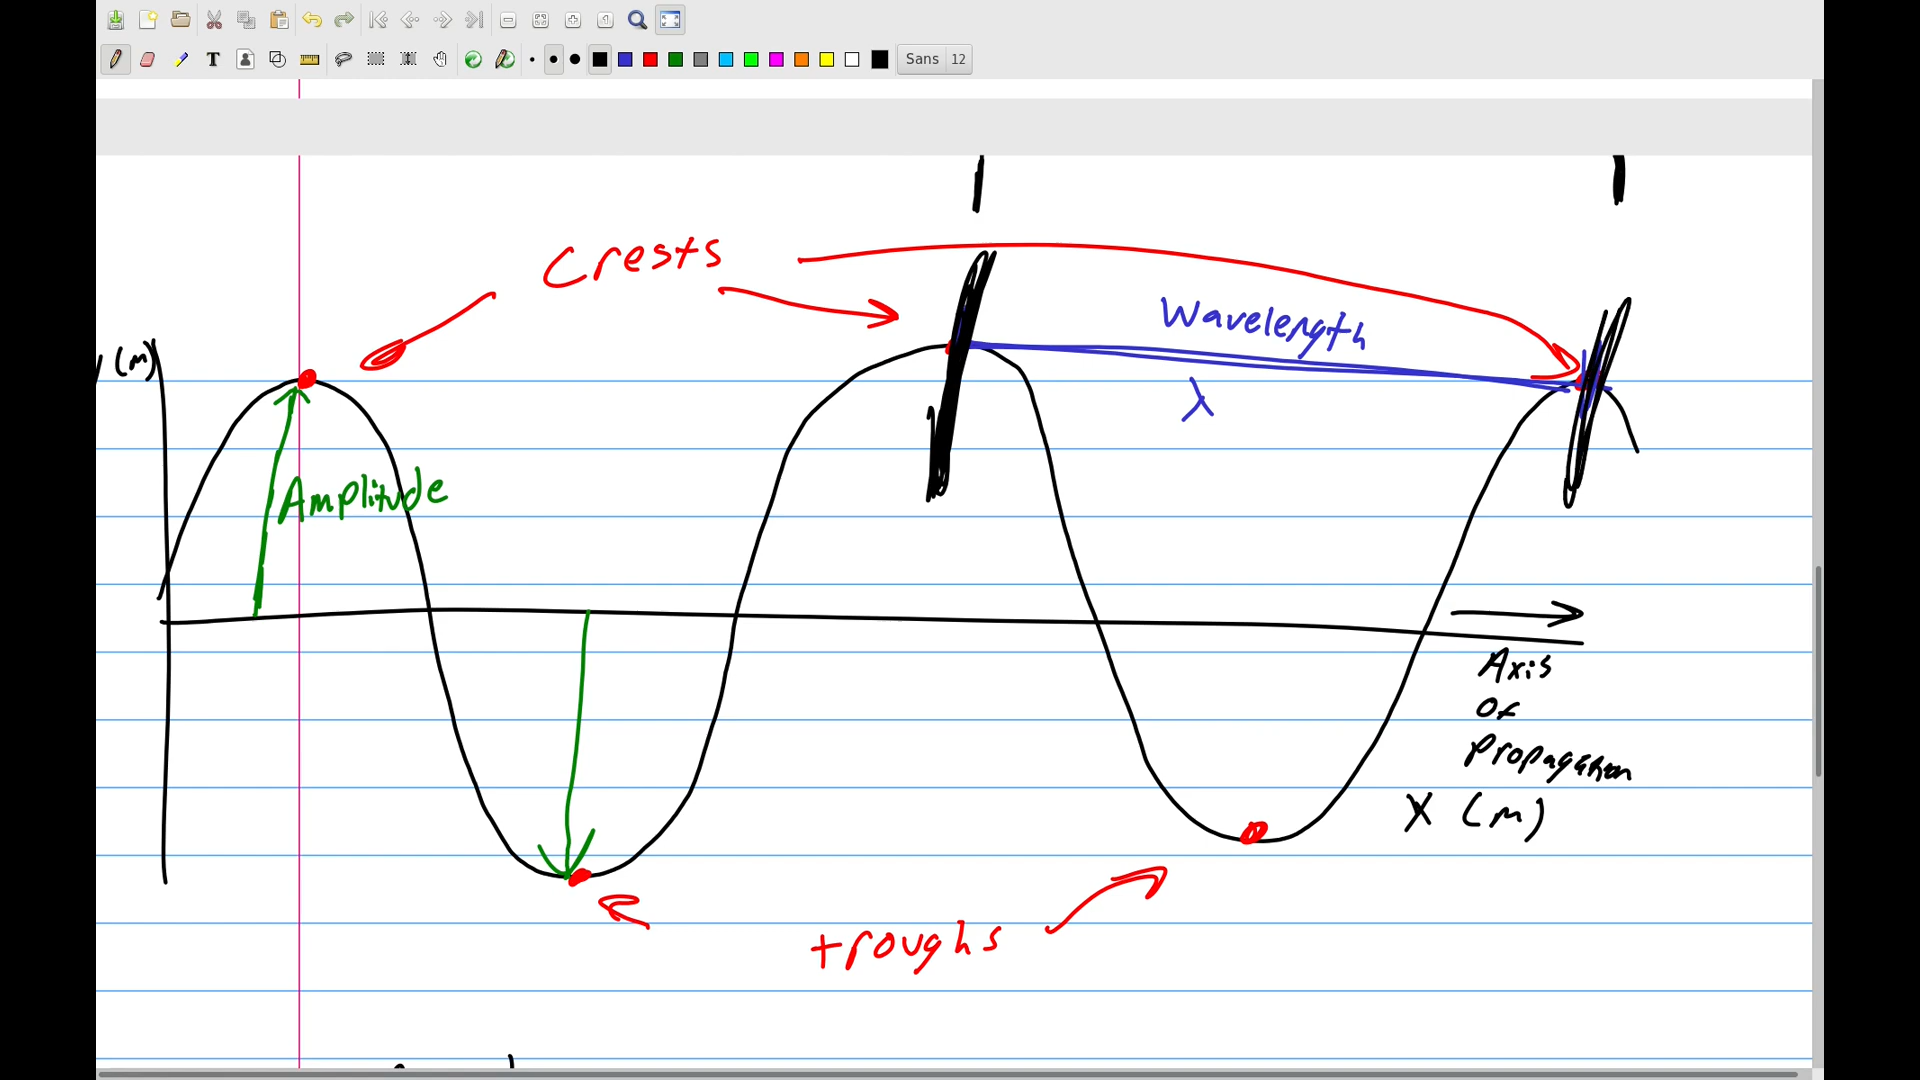 Sans 12
Crests
Wavelength
y (m)
λ
Amplitude
Axis
of
Propagation
X (m)
troughs